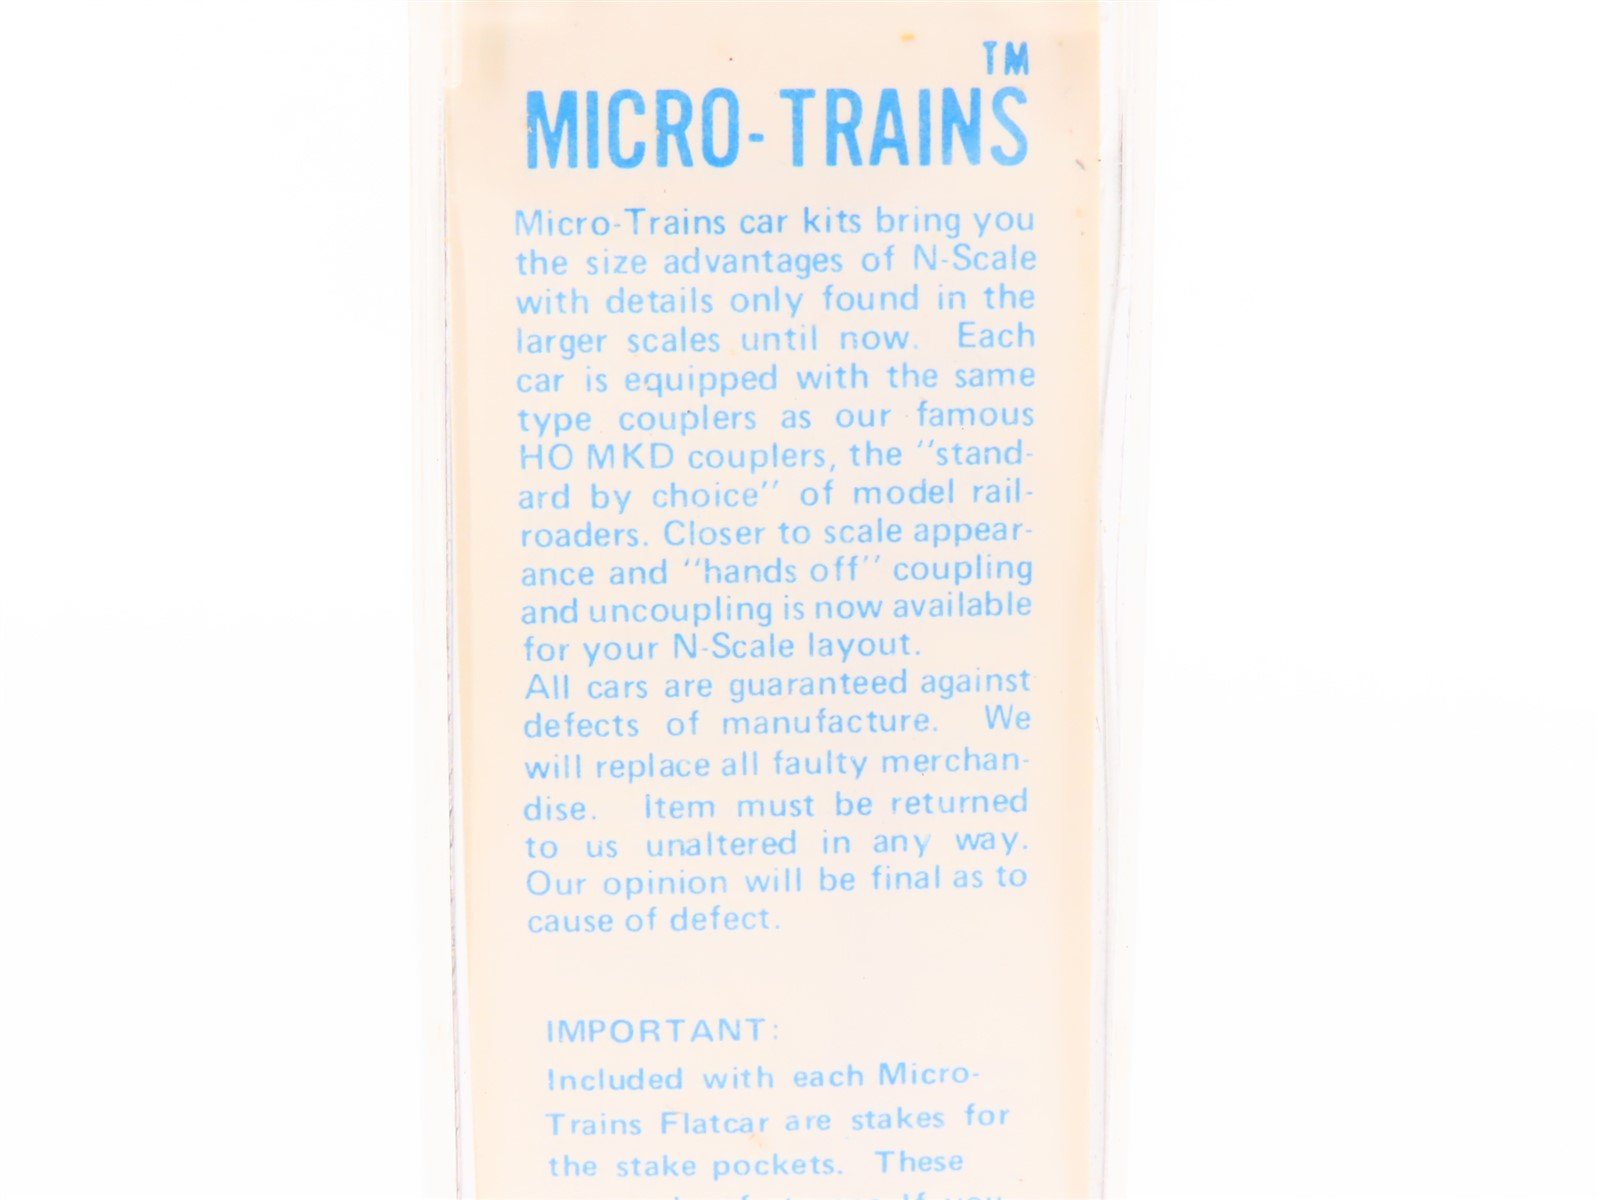 TM
MICRO-TRAINS
Micro-Trains car kits bring you
the size advantages of N-Scale
with details only found in the
larger scales until now. Each
car is equipped with the same
type couplers as our famous
HO MKD couplers, the "stand-
ard by choice" of model rail-
roaders. Closer to scale appear-
ance and "hands off" coupling
and uncoupling is now available
for your N-Scale layout.
All cars are guaranteed against
defects of manufacture. We
will replace all faulty merchan-
dise. Item must be returned
to us unaltered in any way.
Our opinion will be final as to
cause of defect.
IMPORTANT:
Included with each Micro-
Trains Flatcar are stakes for
the stake pockets. These
If you